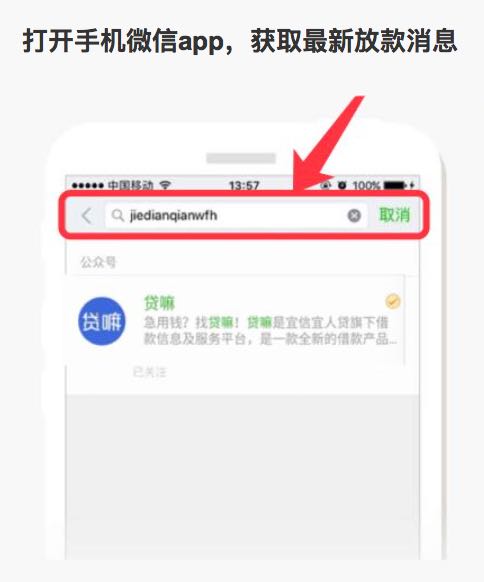 打开手机微信app，获取最新放款消息
中国移动 13:57 100%
jiedianqianwfh 取消
公众号
贷嘛
贷嘛
急用钱？找贷嘛！贷嘛是宜信宜人贷旗下借
款信息及服务平台，是一款全新的借款产品...
已关注